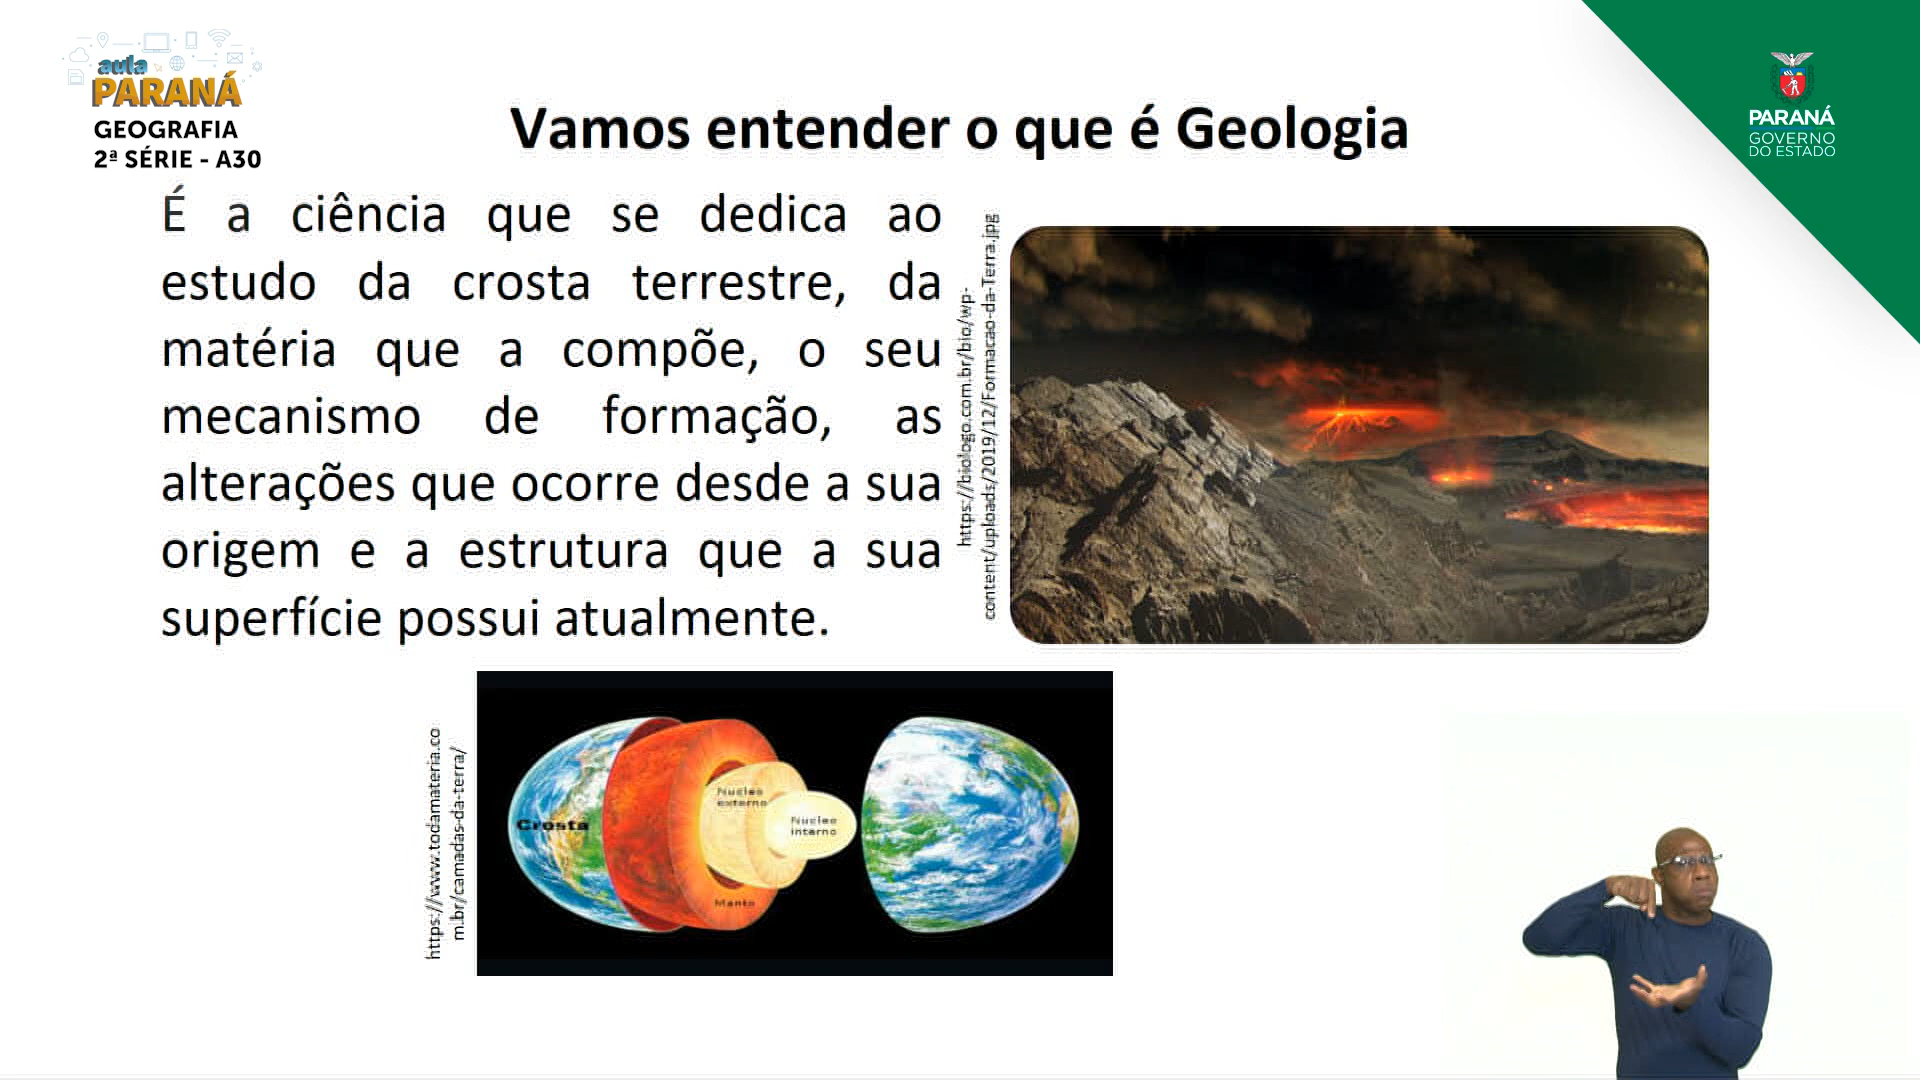 aula
PARANÁ
GEOGRAFIA
2ª SÉRIE - A30
PARANÁ
GOVERNO
DO ESTADO
Vamos entender o que é Geologia
É a ciência que se dedica ao
estudo da crosta terrestre, da
matéria que a compõe, o seu
mecanismo de formação, as
alterações que ocorre desde a sua
origem e a estrutura que a sua
superfície possui atualmente.
https://biologo.com.br/bio/wp-
content/uploads/2019/12/Formacao-da-Terra.jpg
https://www.todamateria.co
m.br/camadas-da-terra/
Crosta
Nucleo
externo
Nucleo
interno
Manto